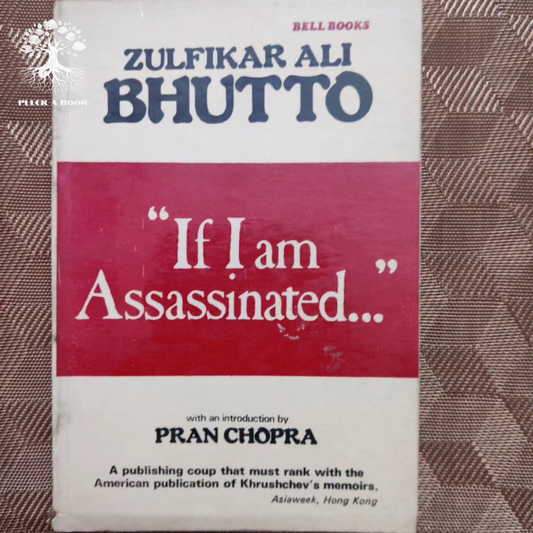 PLUCK A BOOK
BELL BOOKS
ZULFIKAR ALI
BHUTTO
"If I am
Assassinated..."
with an introduction by
PRAN CHOPRA
A publishing coup that must rank with the
American publication of Khrushchev's memoirs.
Asiaweek, Hong Kong